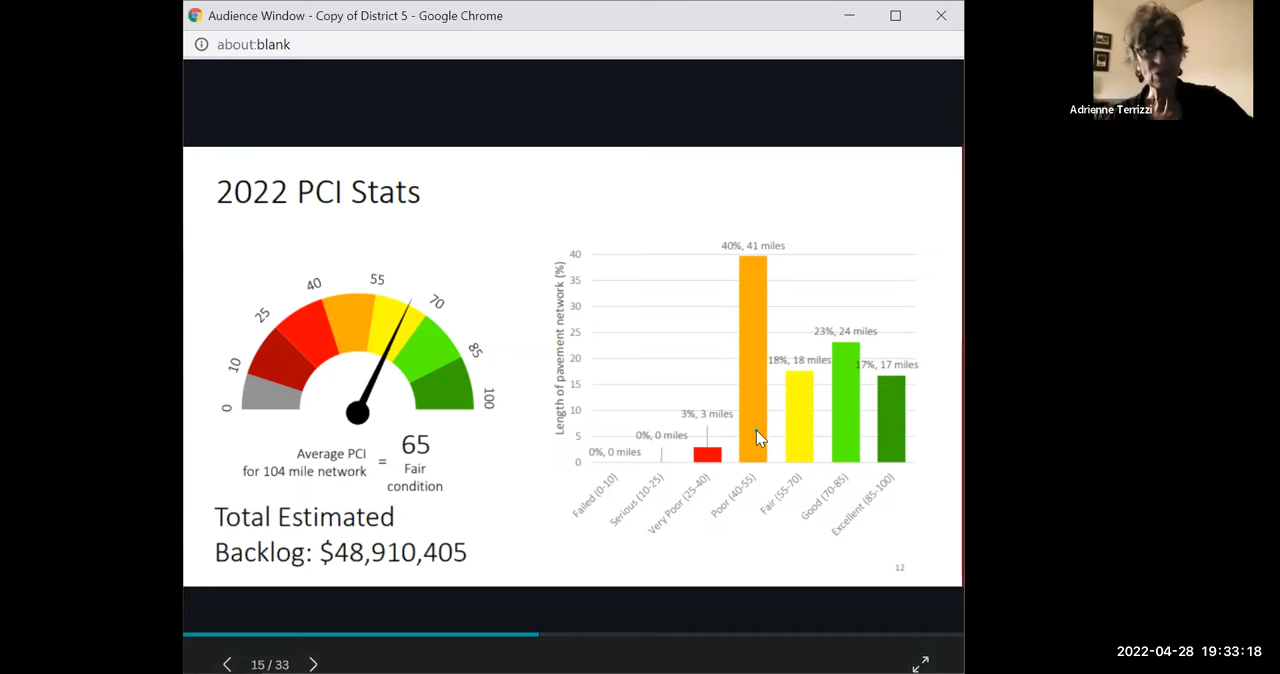 Audience Window - Copy of District 5 - Google Chrome
about:blank
Adrienne Terrizzi
2022 PCI Stats
0
10
25
40
55
70
85
100
Average PCI
for 104 mile network
=
65
Fair
condition
Total Estimated
Backlog: $48,910,405
Length of pavement network (%)
40
35
30
25
20
15
10
5
0
0%, 0 miles
0%, 0 miles
3%, 3 miles
40%, 41 miles
18%, 18 miles
23%, 24 miles
17%, 17 miles
Failed (0-10)
Serious (10-25)
Very Poor (25-40)
Poor (40-55)
Fair (55-70)
Good (70-85)
Excellent (85-100)
12
15 / 33
2022-04-28 19:33:18